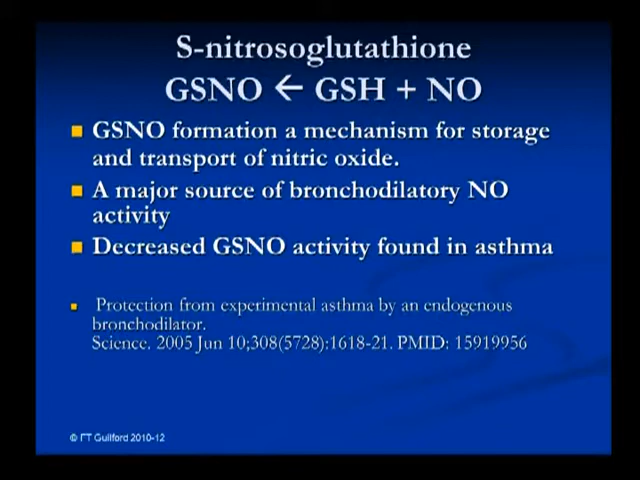 S-nitrosoglutathione
GSNO ← GSH + NO
GSNO formation a mechanism for storage
and transport of nitric oxide.
A major source of bronchodilatory NO
activity
Decreased GSNO activity found in asthma
Protection from experimental asthma by an endogenous
bronchodilator.
Science. 2005 Jun 10;308(5728):1618-21. PMID: 15919956
© FT Guilford 2010-12